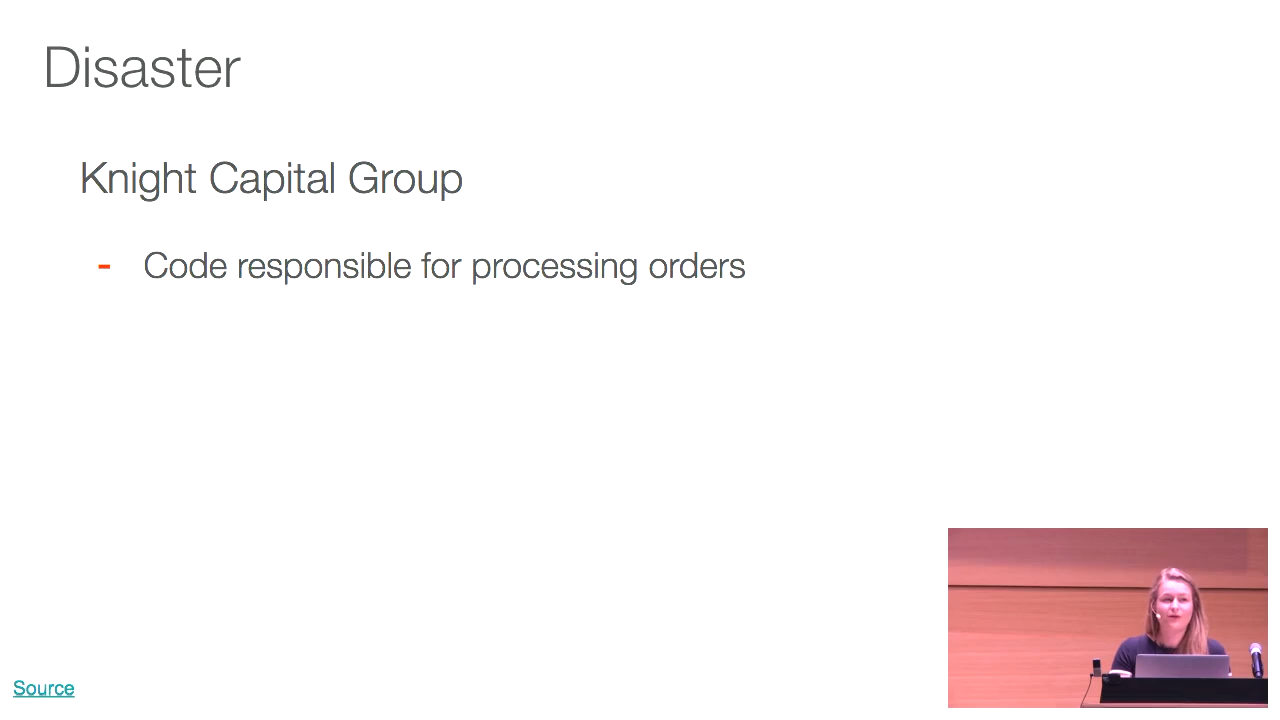 Disaster
Knight Capital Group
- Code responsible for processing orders
Source